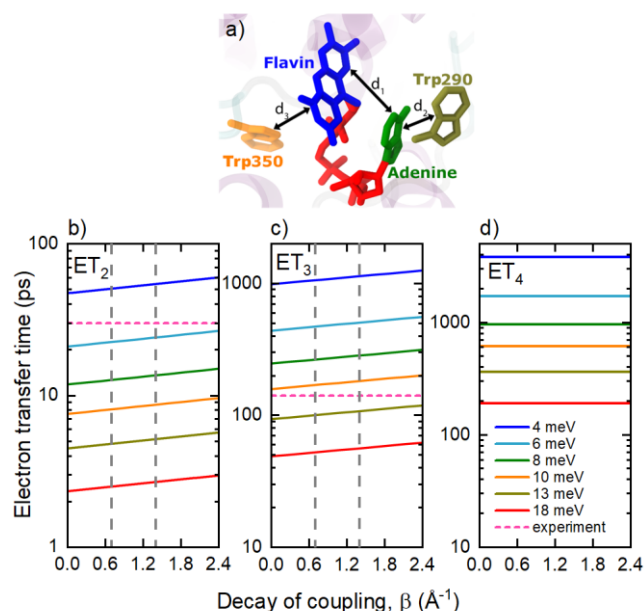 a)
Flavin
Trp290
d₁
d₂
d₃
Trp350
Adenine
b)
c)
d)
ET₂
ET₃
ET₄
Electron transfer time (ps)
100
10
1
1000
100
10
1000
100
10
4 meV
6 meV
8 meV
10 meV
13 meV
18 meV
experiment
0.0 0.6 1.2 1.8 2.4
0.0 0.6 1.2 1.8 2.4
0.0 0.6 1.2 1.8 2.4
Decay of coupling, β (Å⁻¹)